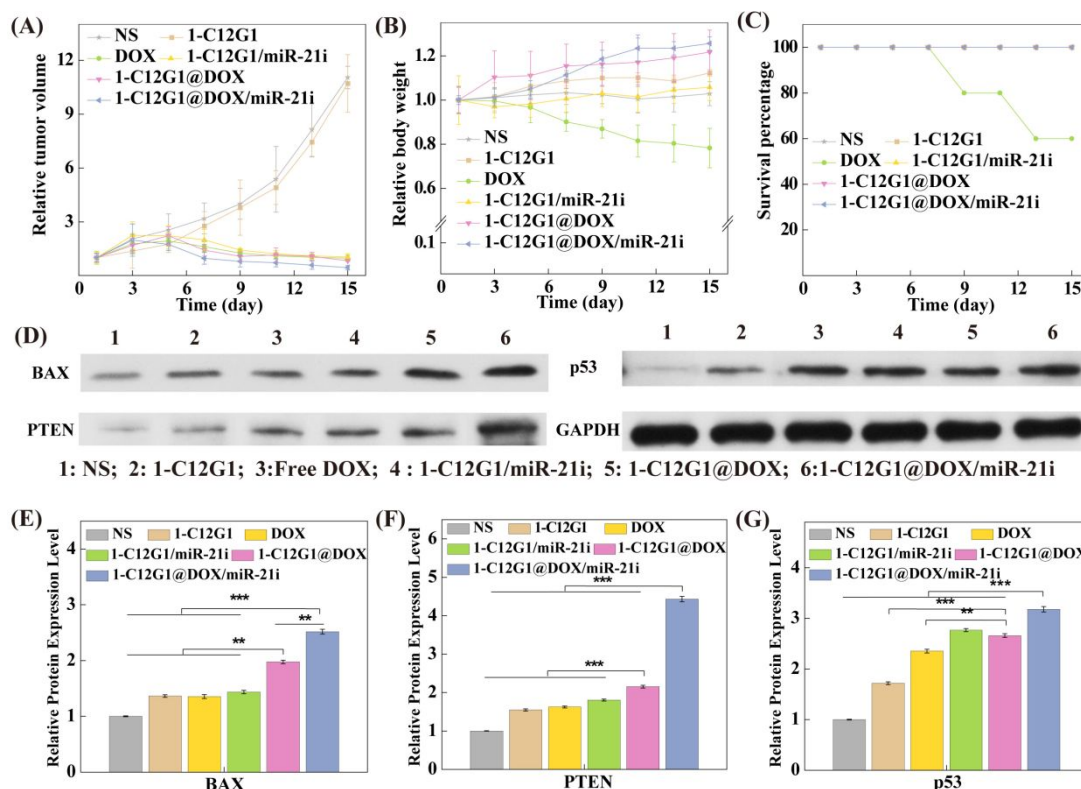 (A)
NS 1-C12G1
DOX 1-C12G1/miR-21i
1-C12G1@DOX
1-C12G1@DOX/miR-21i
Relative tumor volume
12
9
6
3
0 3 6 9 12 15
Time (day)
(B)
Relative body weight
1.2
1.0
0.8
0.6
0.1
NS
1-C12G1
DOX
1-C12G1/miR-21i
1-C12G1@DOX
1-C12G1@DOX/miR-21i
0 3 6 9 12 15
Time (day)
(C)
Survival percentage
100
80
60
40
20
NS 1-C12G1
DOX 1-C12G1/miR-21i
1-C12G1@DOX
1-C12G1@DOX/miR-21i
0 3 6 9 12 15
Time (day)
(D)
1 2 3 4 5 6
BAX
PTEN
1 2 3 4 5 6
p53
GAPDH
1: NS; 2: 1-C12G1; 3:Free DOX; 4 : 1-C12G1/miR-21i; 5: 1-C12G1@DOX; 6:1-C12G1@DOX/miR-21i
(E)
NS 1-C12G1 DOX
1-C12G1/miR-21i 1-C12G1@DOX
1-C12G1@DOX/miR-21i
Relative Protein Expression Level
4
3
2
1
0
***
**
**
BAX
(F)
NS 1-C12G1 DOX
1-C12G1/miR-21i 1-C12G1@DOX
1-C12G1@DOX/miR-21i
Relative Protein Expression Level
6
5
4
3
2
1
0
***
***
PTEN
(G)
NS 1-C12G1 DOX
1-C12G1/miR-21i 1-C12G1@DOX
1-C12G1@DOX/miR-21i
Relative Protein Expression Level
4
3
2
1
0
***
***
**
p53